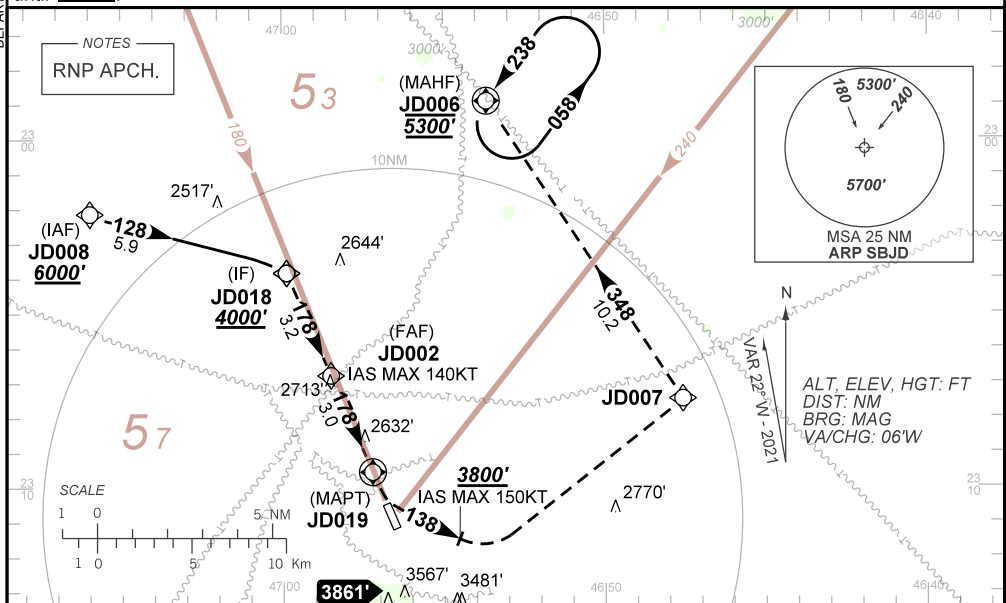 DEPAR
until
NOTES
RNP APCH.
47 00
46 50
46 40
3000'
3000'
5 3
180
240
238
058
(MAHF)
JD006
5300'
180
5300'
240
5700'
MSA 25 NM
ARP SBJD
23 00
23 00
10NM
2517'
(IAF)
JD008
6000'
128
5.9
2644'
(IF)
JD018
4000'
178
3.2
(FAF)
JD002
IAS MAX 140KT
2713'
178
3.0
2632'
348
10.2
JD007
N
VAR 22° W - 2021
ALT, ELEV, HGT: FT
DIST: NM
BRG: MAG
VA/CHG: 06'W
5 7
SCALE
1 0 5 NM
1 0 5 10 Km
23 10
23 10
(MAPT)
JD019
138
3800'
IAS MAX 150KT
2770'
3861'
3567'
3481'
47 00
46 50
46 40